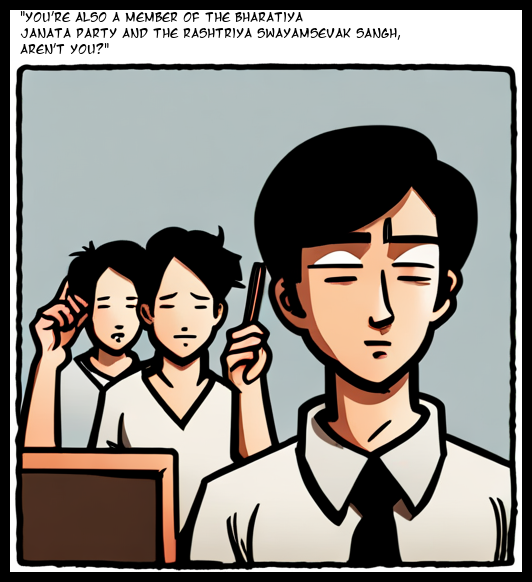 "YOU'RE ALSO A MEMBER OF THE BHARATIYA
JANATA PARTY AND THE RASHTRIYA SWAYAMSEVAK SANGH,
AREN'T YOU?"